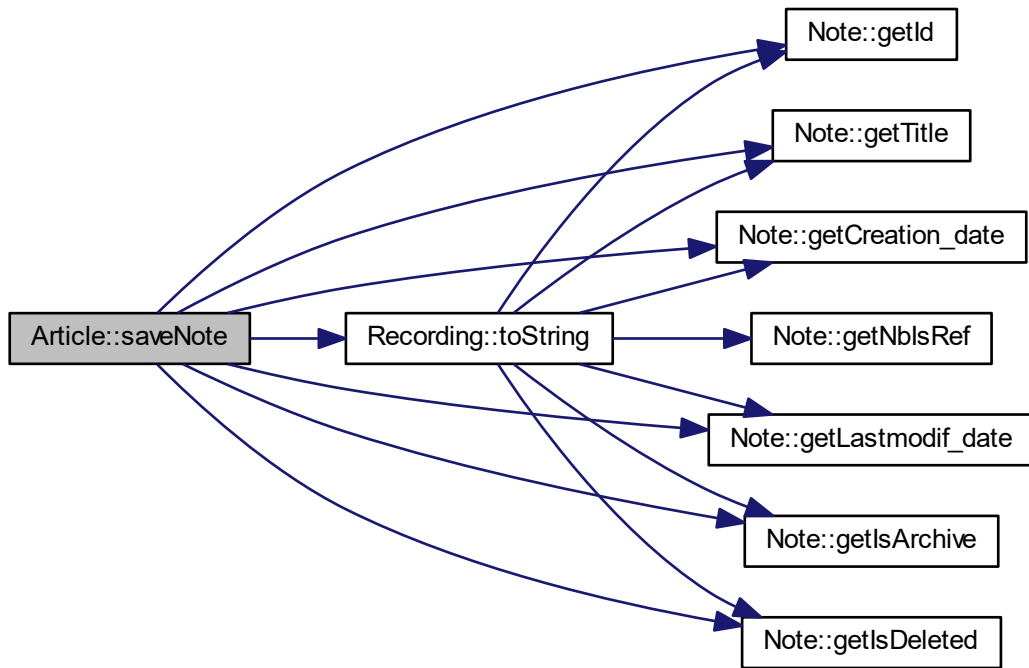 Note::getId
Note::getTitle
Note::getCreation_date
Article::saveNote
Recording::toString
Note::getNbIsRef
Note::getLastmodif_date
Note::getIsArchive
Note::getIsDeleted